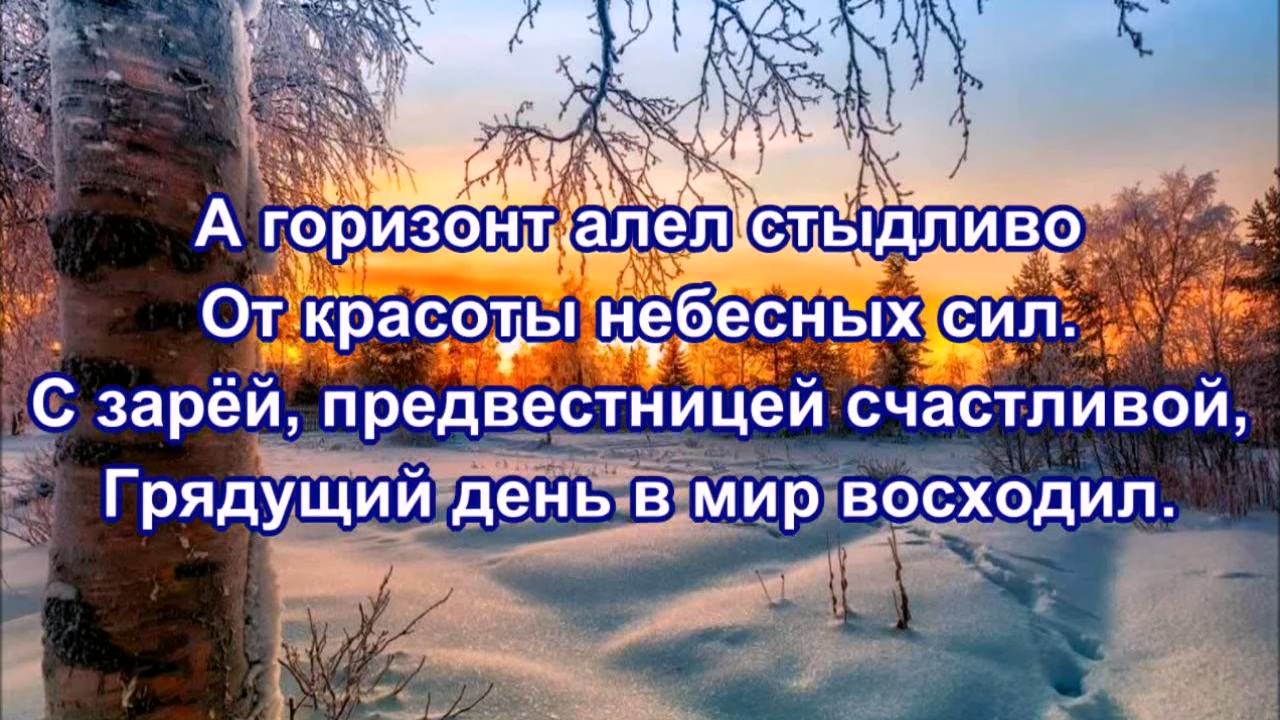 А горизонт алел стыдливо
От красоты небесных сил.
С зарёй, предвестницей счастливой,
Грядущий день в мир восходил.